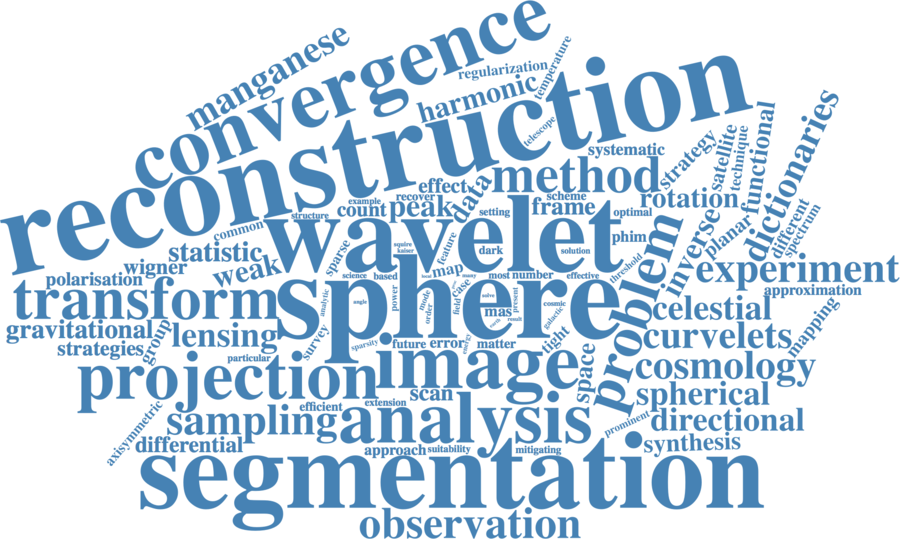 manganese
convergence
regularization
temperature
harmonic
reconstruction
telescope
systematic
strategy
satellite
technique
functional
dictionaries
method
effect
data
example
recover
scheme
rotation
structure
count
peak
setting
frame
optimal
common
wavelet
phim
inverse
planar
different
spectrum
statistic
sparse
squire
kaiser
feature
dark
solution
problem
polarisation
wigner
weak
map
science
based
local
many
most
number
effective
threshold
experiment
transform
sphere
analytic
angle
power
mode
order
field
case
solve
mas
present
result
earth
cosmic
galactic
approximation
celestial
mapping
gravitational
group
lensing
survey
sparsity
future
error
energy
matter
tight
curvelets
strategies
particular
projection
image
space
cosmology
scan
extension
efficient
spherical
axisymmetric
sampling
analysis
prominent
directional
differential
approach
suitability
mitigating
synthesis
segmentation
observation